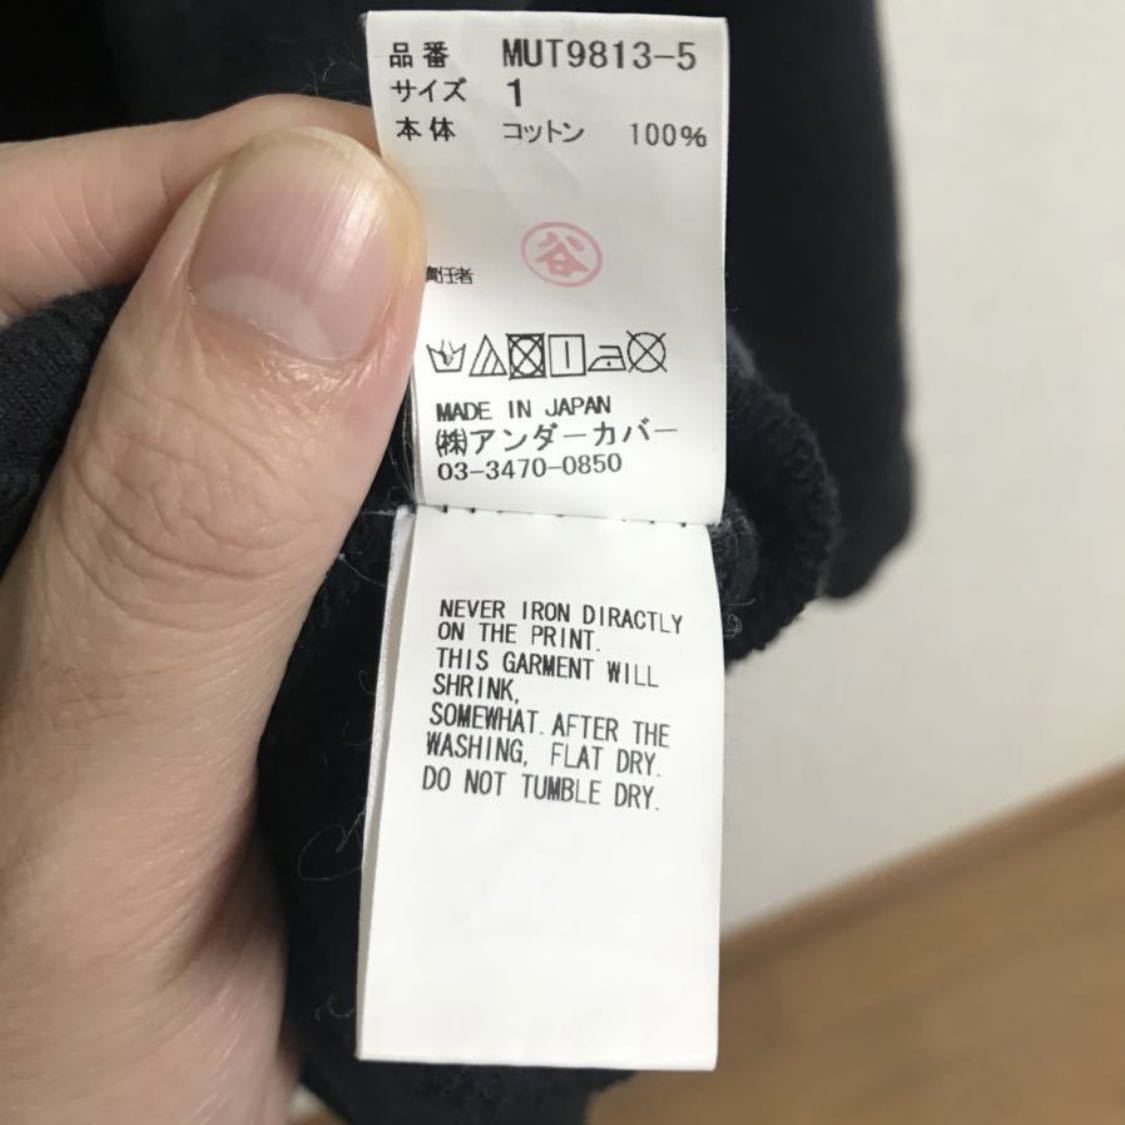 品番 MUT9813-5
サイズ 1
本体 コットン 100%
谷
責任者
MADE IN JAPAN
㈱アンダーカバー
03-3470-0850
NEVER IRON DIRACTLY
ON THE PRINT.
THIS GARMENT WILL
SHRINK,
SOMEWHAT. AFTER THE
WASHING, FLAT DRY.
DO NOT TUMBLE DRY.